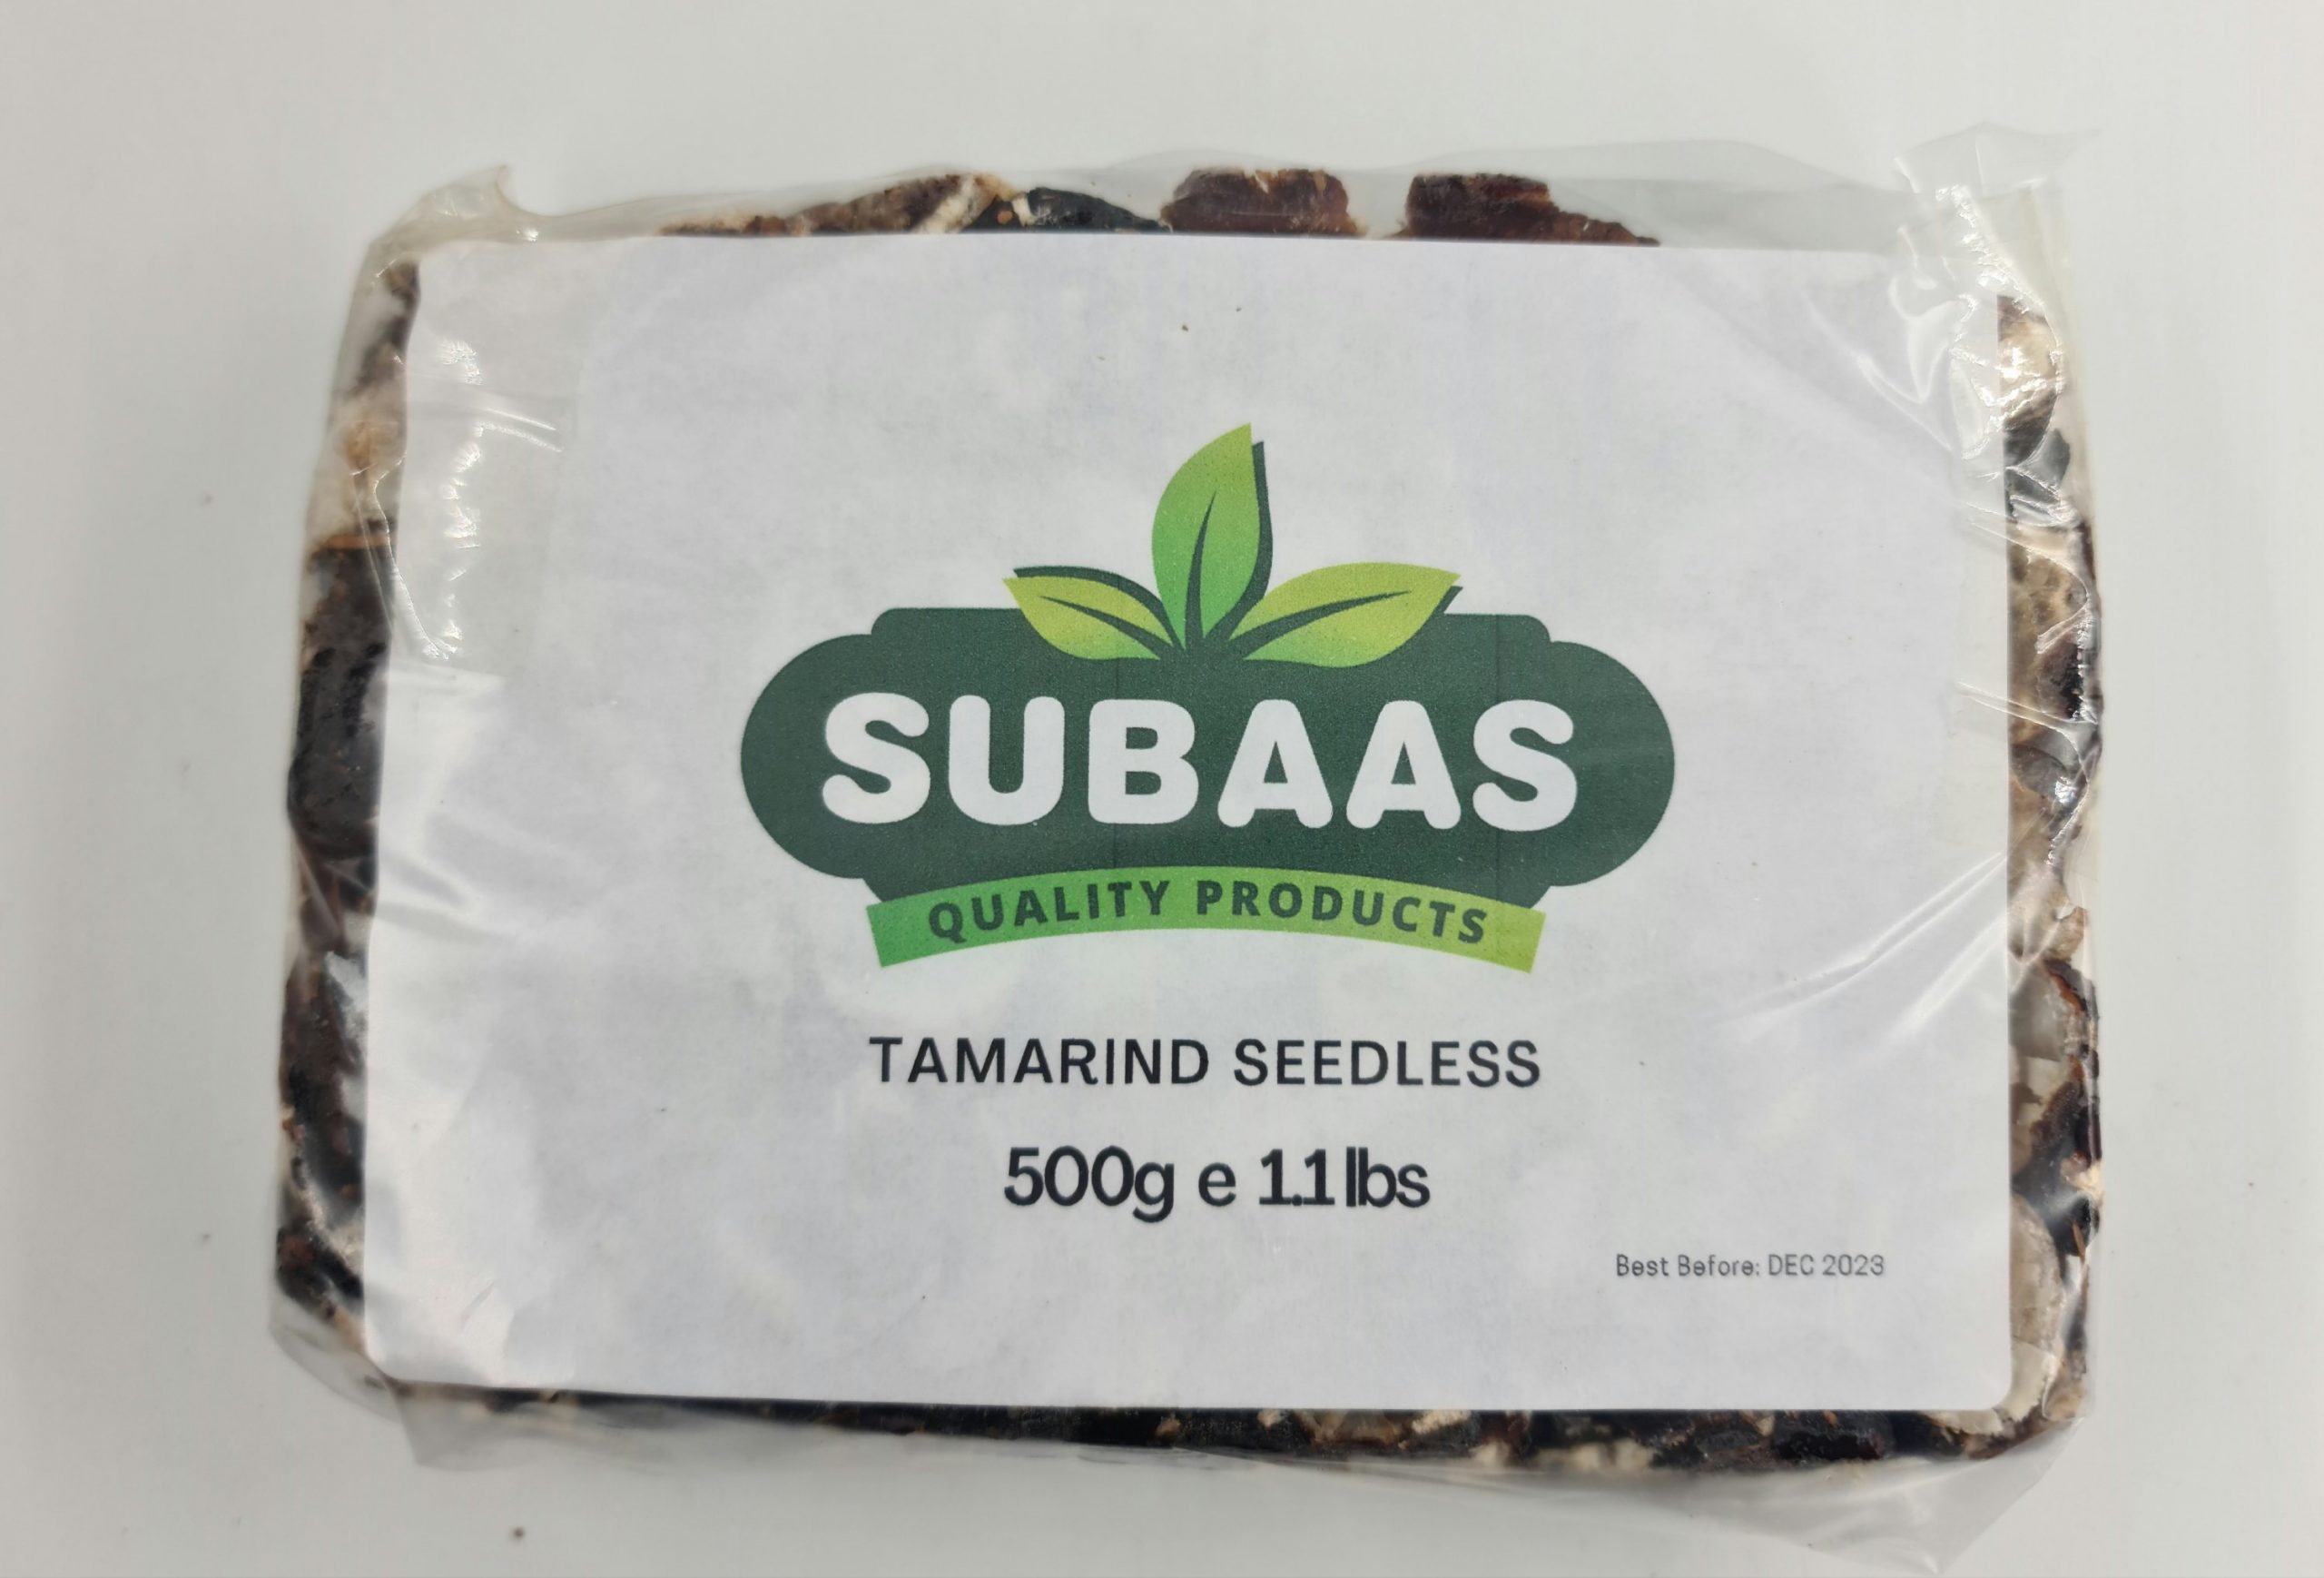 SUBAAS
QUALITY PRODUCTS
TAMARIND SEEDLESS
500g e 1.1 lbs
Best Before: DEC 2023